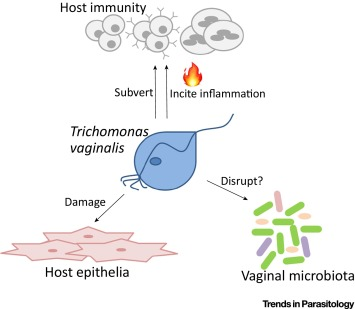 Host immunity
Subvert
Incite inflammation
Trichomonas
vaginalis
Disrupt?
Damage
Host epithelia
Vaginal microbiota
Trends in Parasitology